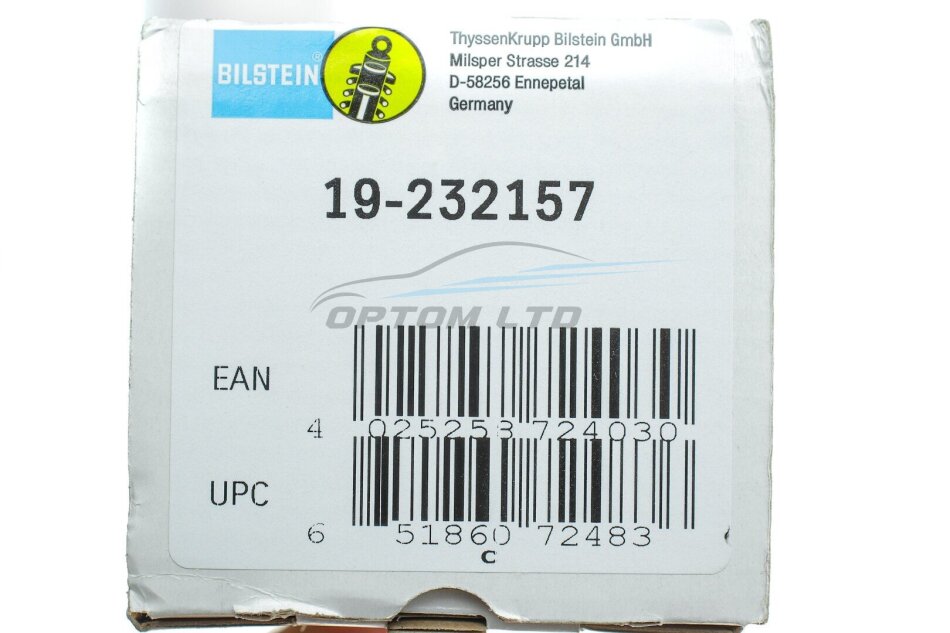 BILSTEIN®
ThyssenKrupp Bilstein GmbH
Milsper Strasse 214
D-58256 Ennepetal
Germany
19-232157
OPTOM LTD
EAN
4 025258 724030
UPC
6 51860 72483
C